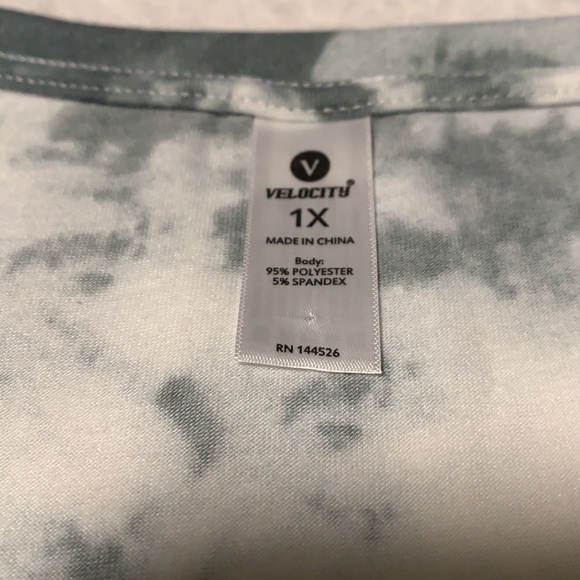 V
VELOCITY®
1X
MADE IN CHINA
Body:
95% POLYESTER
5% SPANDEX
RN 144526